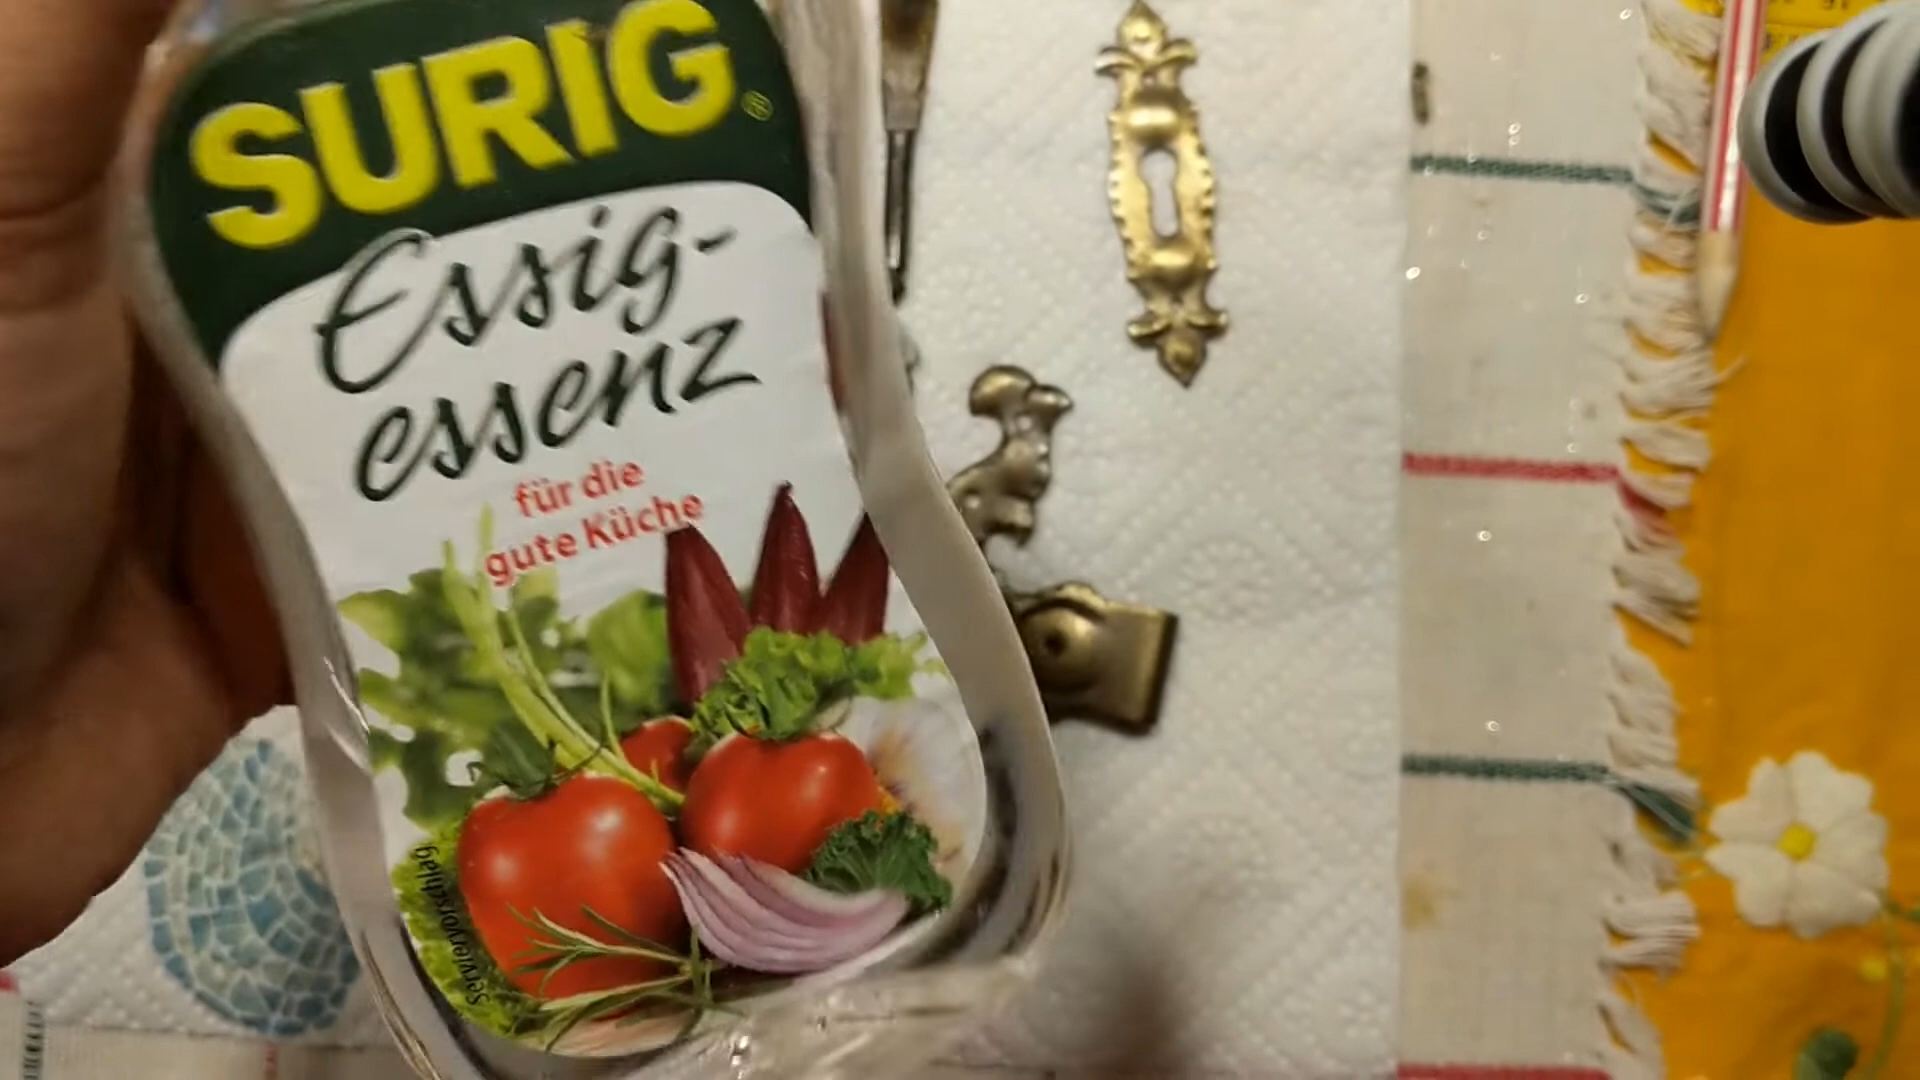 SURIG®
Essig-
essenz
für die
gute Küche
Serviervorschlag